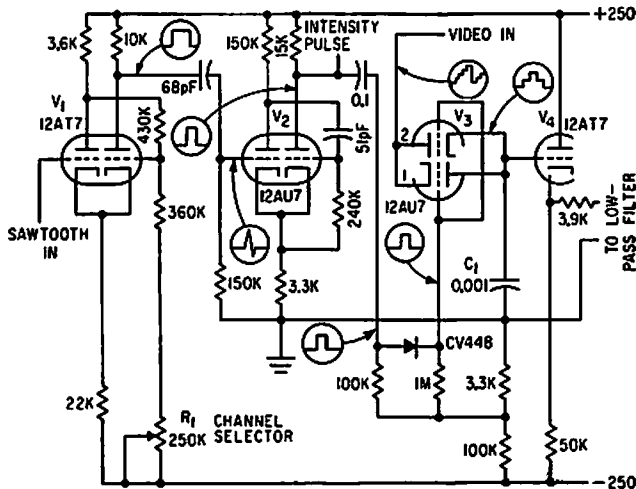 +250
3.6K
10K
150K
15K
INTENSITY
PULSE
VIDEO IN
68pF
0.1
V1
12AT7
430K
V2
51pF
V3
V4
12AT7
2
1
12AU7
12AU7
SAWTOOTH
IN
360K
240K
3.9K
TO LOW-
PASS FILTER
150K
3.3K
C1
0.001
CV448
22K
R1
250K
CHANNEL
SELECTOR
100K
1M
3.3K
100K
50K
-250